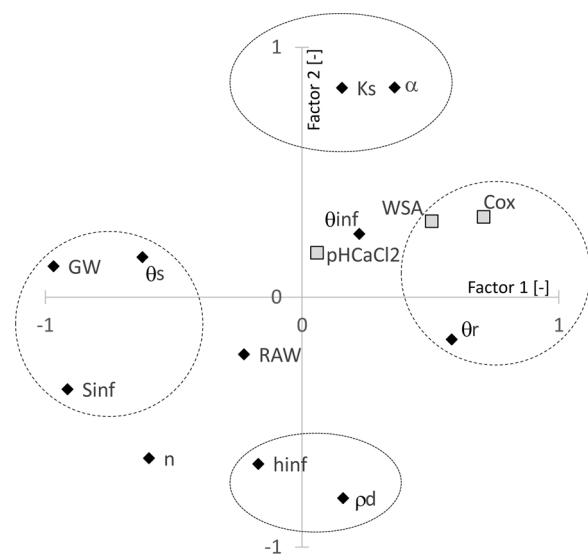 1
Factor 2 [-]
Ks
α
WSA
Cox
θinf
pHCaCl2
GW
θs
Factor 1 [-]
0
-1
0
1
θr
RAW
Sinf
n
hinf
ρd
-1